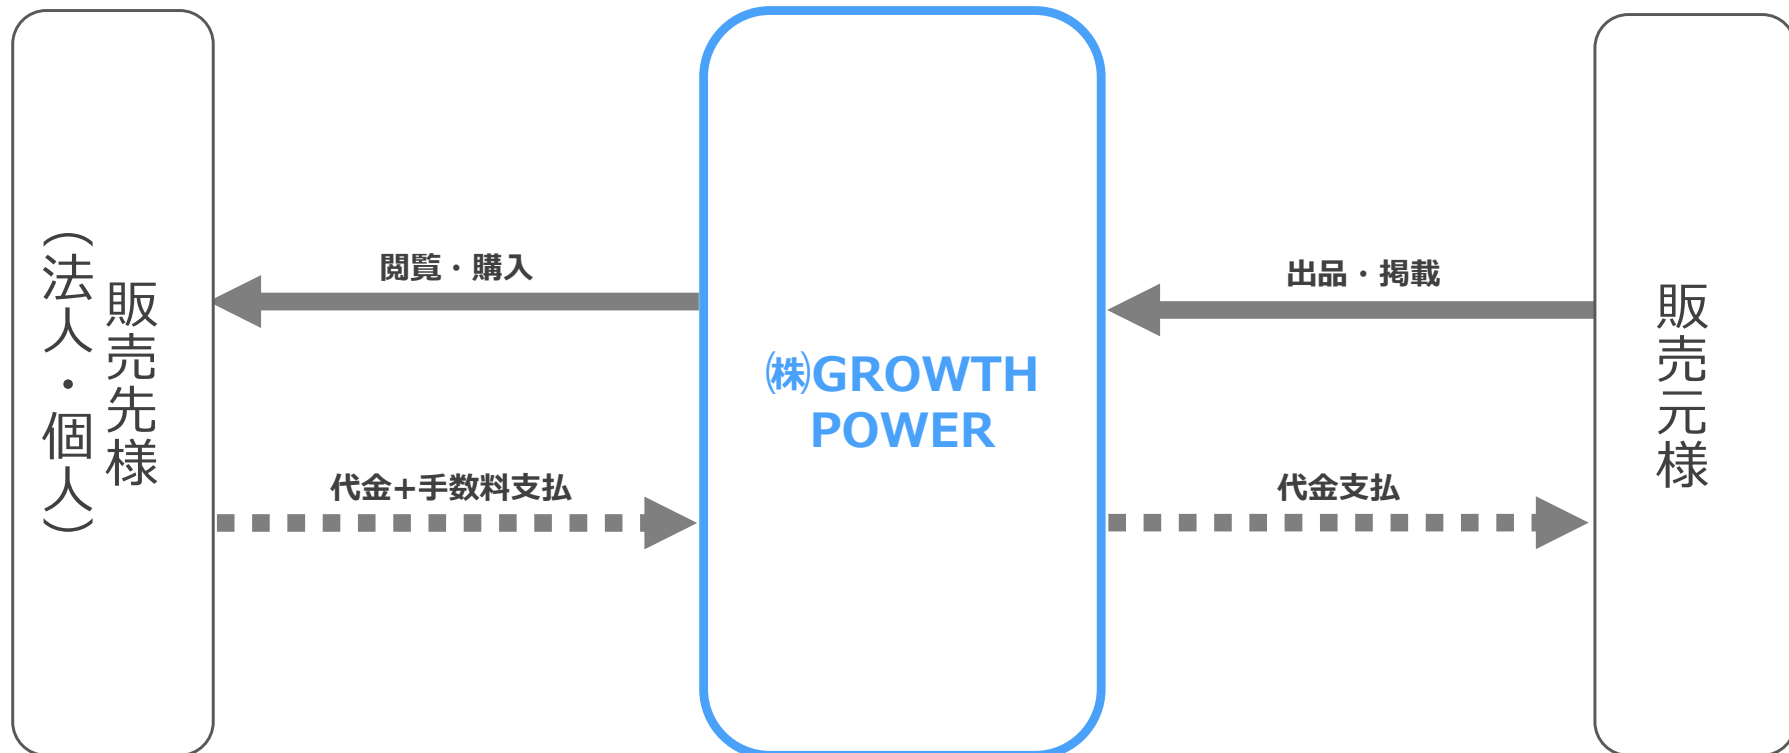 販売先様
（法人・個人）
閲覧・購入
代金+手数料支払
㈱GROWTH
POWER
出品・掲載
代金支払
販売元様